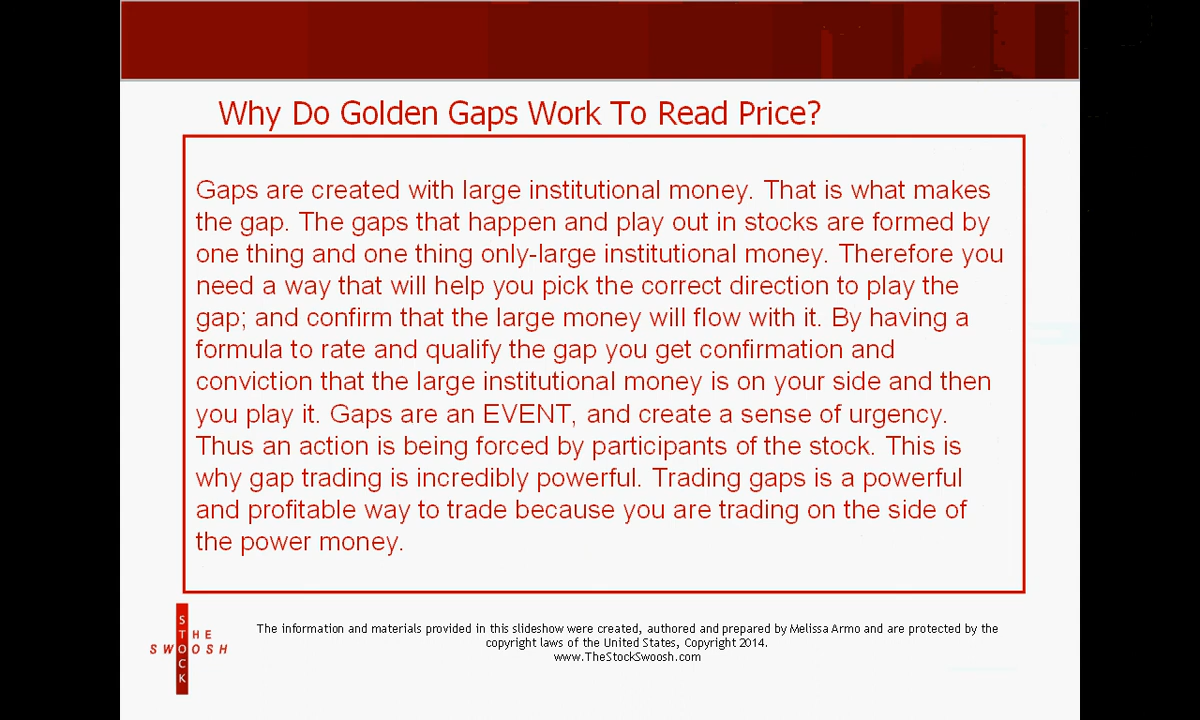 Why Do Golden Gaps Work To Read Price?
Gaps are created with large institutional money. That is what makes
the gap. The gaps that happen and play out in stocks are formed by
one thing and one thing only-large institutional money. Therefore you
need a way that will help you pick the correct direction to play the
gap; and confirm that the large money will flow with it. By having a
formula to rate and qualify the gap you get confirmation and
conviction that the large institutional money is on your side and then
you play it. Gaps are an EVENT, and create a sense of urgency.
Thus an action is being forced by participants of the stock. This is
why gap trading is incredibly powerful. Trading gaps is a powerful
and profitable way to trade because you are trading on the side of
the power money.
THE
STOCK
SWOOSH
The information and materials provided in this slideshow were created, authored and prepared by Melissa Armo and are protected by the
copyright laws of the United States, Copyright 2014.
www.TheStockSwoosh.com